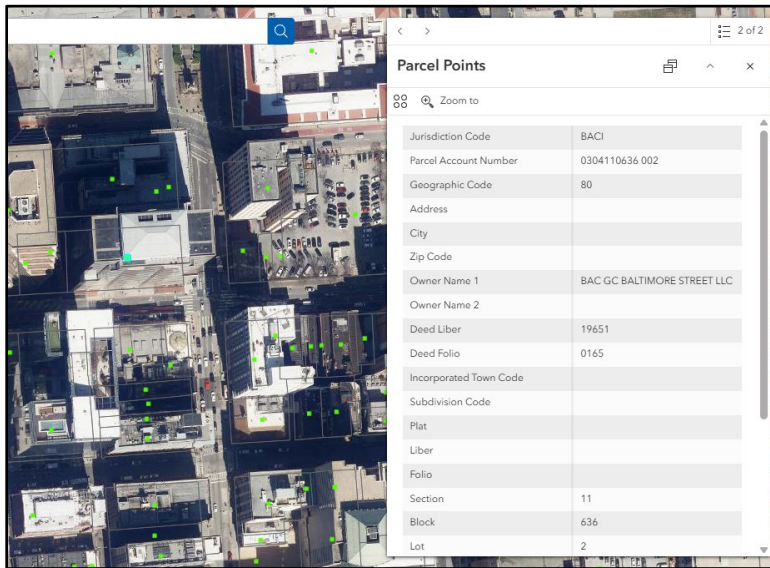 2 of 2
Parcel Points
Zoom to
Jurisdiction Code BACI
Parcel Account Number 0304110636 002
Geographic Code 80
Address
City
Zip Code
Owner Name 1 BAC GC BALTIMORE STREET LLC
Owner Name 2
Deed Liber 19651
Deed Folio 0165
Incorporated Town Code
Subdivision Code
Plat
Liber
Folio
Section 11
Block 636
Lot 2